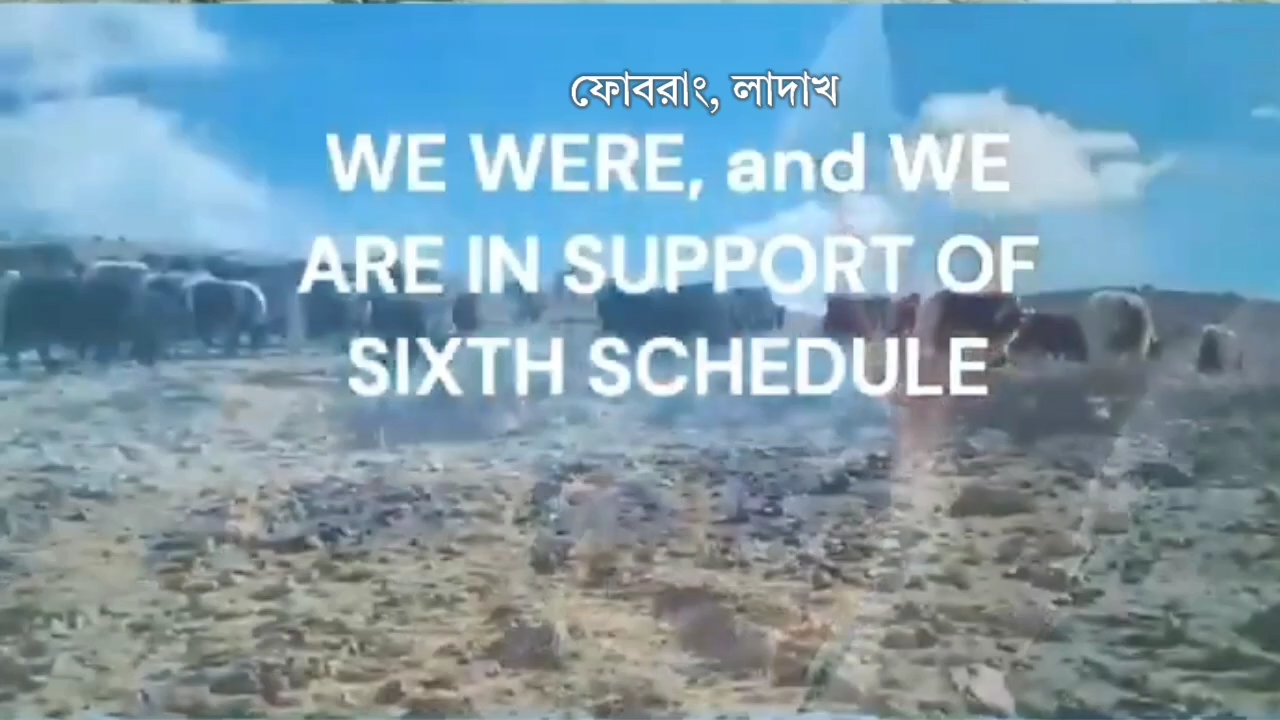 ফোবরাং, লাদাখ
WE WERE, and WE
ARE IN SUPPORT OF
SIXTH SCHEDULE